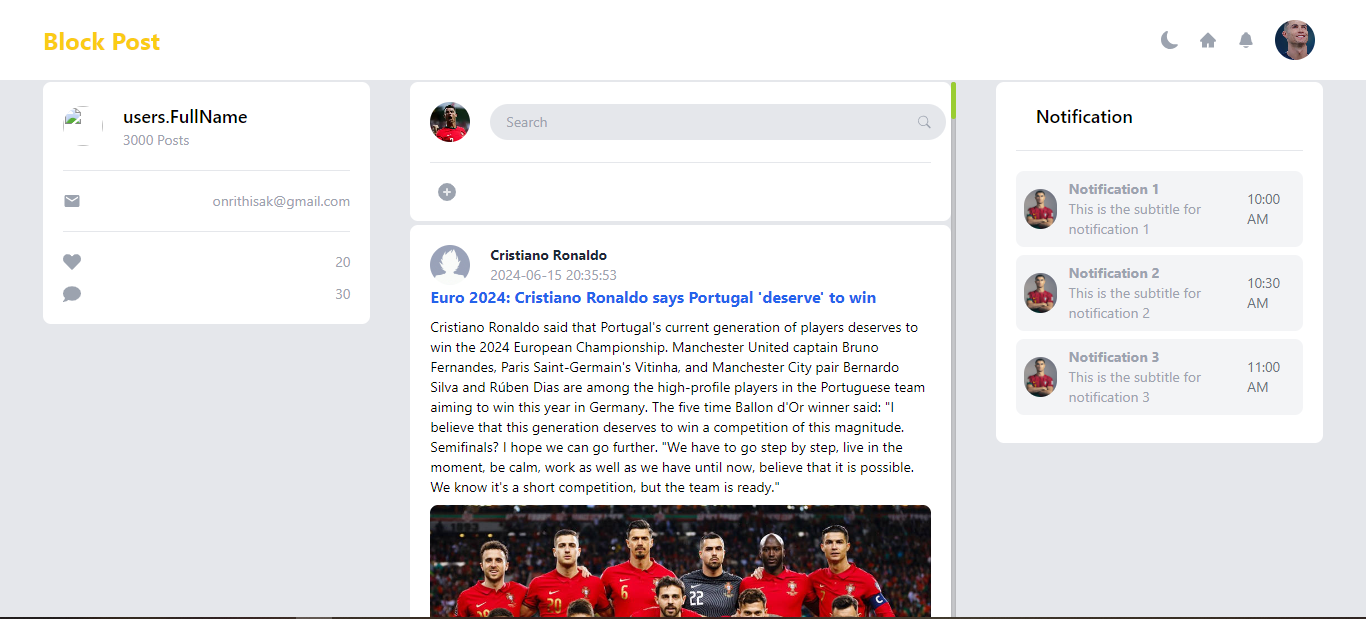 Block Post
users.FullName
3000 Posts
onrithisak@gmail.com
20
30
Search
Cristiano Ronaldo
2024-06-15 20:35:53
Euro 2024: Cristiano Ronaldo says Portugal 'deserve' to win
Cristiano Ronaldo said that Portugal's current generation of players deserves to
win the 2024 European Championship. Manchester United captain Bruno
Fernandes, Paris Saint-Germain's Vitinha, and Manchester City pair Bernardo
Silva and Rúben Dias are among the high-profile players in the Portuguese team
aiming to win this year in Germany. The five time Ballon d'Or winner said: "I
believe that this generation deserves to win a competition of this magnitude.
Semifinals? I hope we can go further. "We have to go step by step, live in the
moment, be calm, work as well as we have until now, believe that it is possible.
We know it's a short competition, but the team is ready."
6
20
22
7
C
Notification
Notification 1
This is the subtitle for
notification 1
10:00
AM
Notification 2
This is the subtitle for
notification 2
10:30
AM
Notification 3
This is the subtitle for
notification 3
11:00
AM